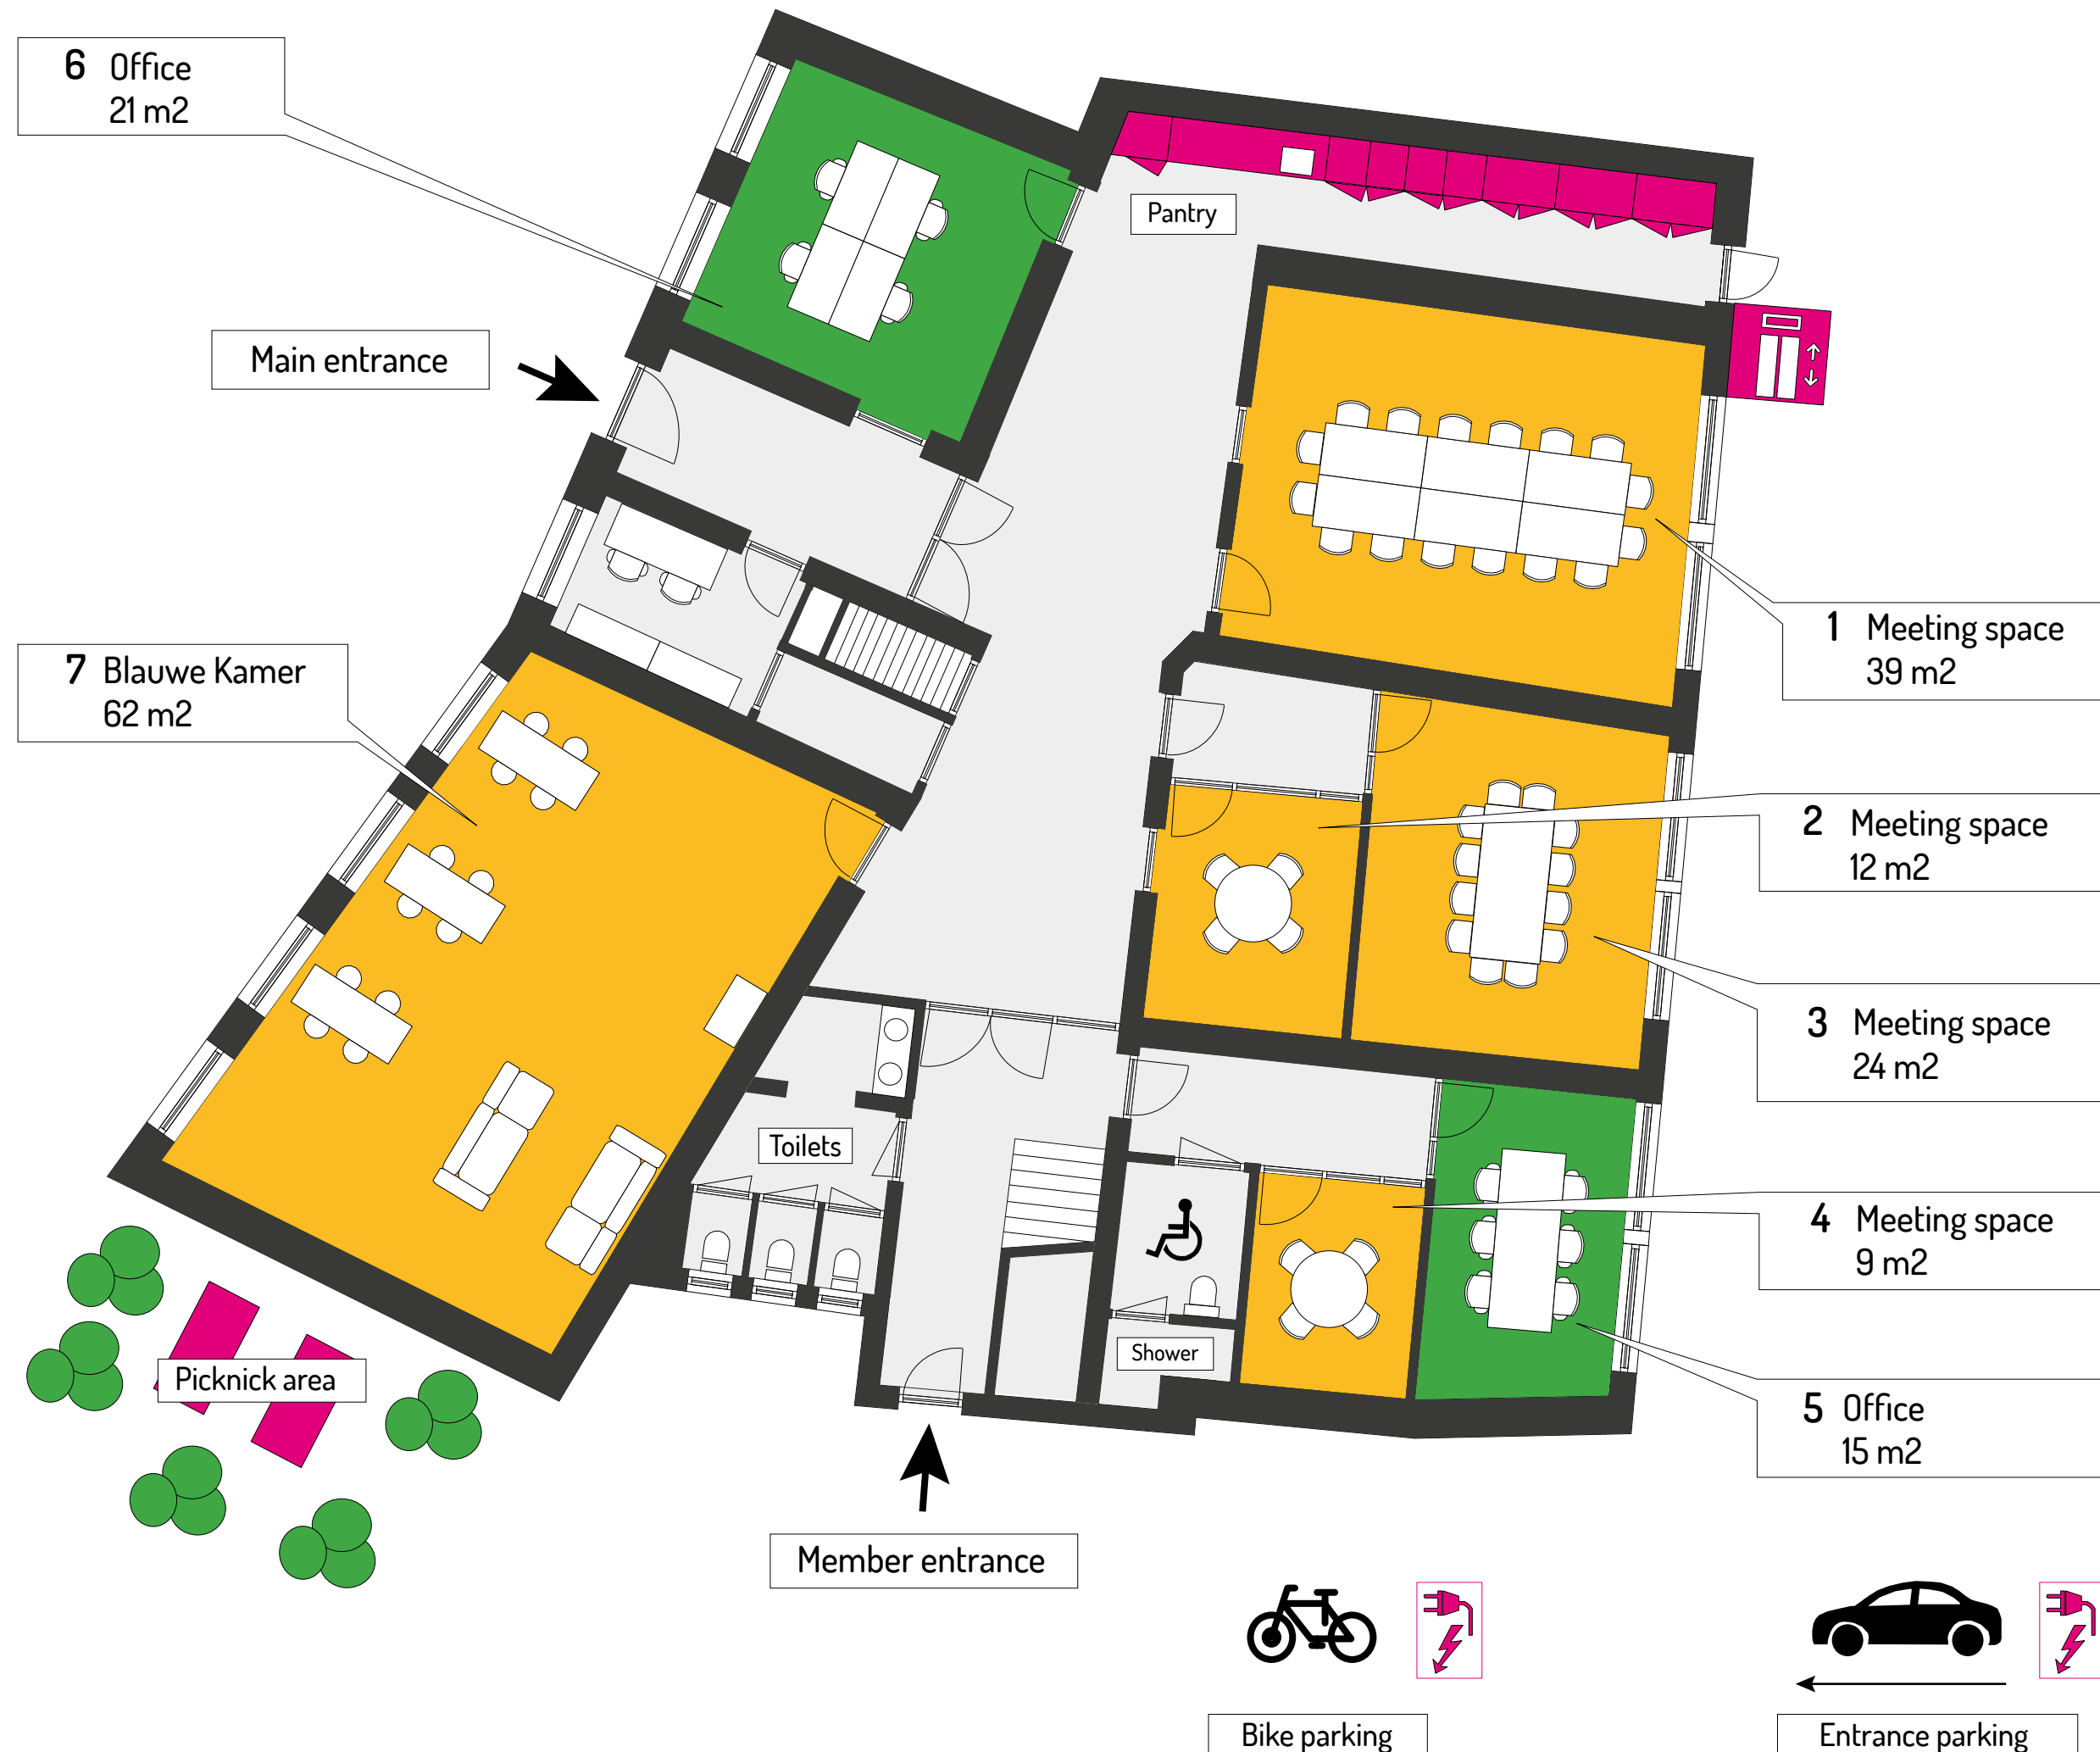 6 Office
21 m2
Pantry
Main entrance
1 Meeting space
39 m2
7 Blauwe Kamer
62 m2
2 Meeting space
12 m2
3 Meeting space
24 m2
Toilets
4 Meeting space
9 m2
Shower
Picknick area
5 Office
15 m2
Member entrance
Bike parking
Entrance parking